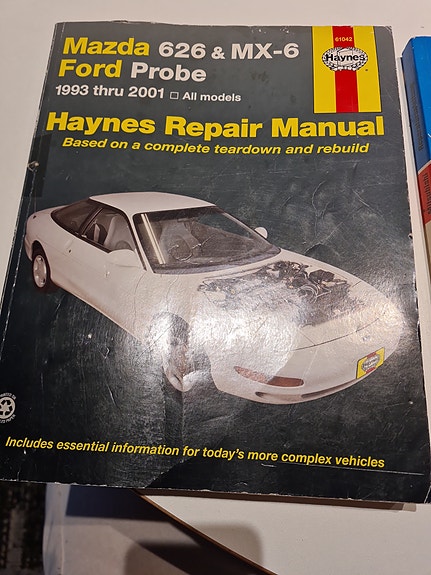 Mazda 626 & MX-6
Ford Probe
1993 thru 2001 □ All models
61042
Haynes
Haynes Repair Manual
Based on a complete teardown and rebuild
Includes essential information for today's more complex vehicles